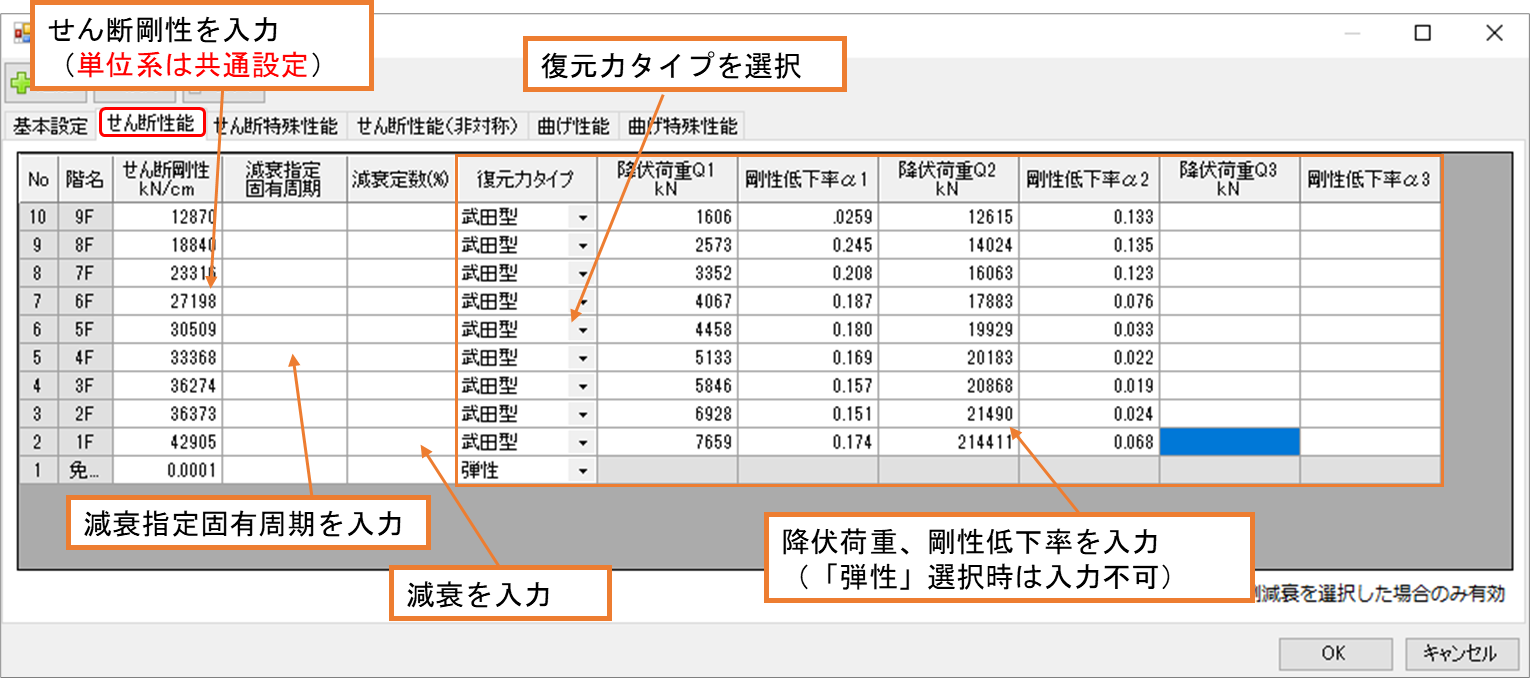 せん断剛性を入力
（単位系は共通設定）
復元力タイプを選択
基本設定 せん断性能 せん断特殊性能 せん断性能(非対称) 曲げ性能 曲げ特殊性能
No 階名 せん断剛性 kN/cm 減衰指定 固有周期 減衰定数(%) 復元力タイプ 降伏荷重Q1 kN 剛性低下率α1 降伏荷重Q2 kN 剛性低下率α2 降伏荷重Q3 kN 剛性低下率α3
10 9F 12870 武田型 1606 .0259 12615 0.133
9 8F 18840 武田型 2573 0.245 14024 0.135
8 7F 23316 武田型 3352 0.208 16063 0.123
7 6F 27198 武田型 4067 0.187 17883 0.076
6 5F 30509 武田型 4458 0.180 19929 0.033
5 4F 33368 武田型 5133 0.169 20183 0.022
4 3F 36274 武田型 5846 0.157 20868 0.019
3 2F 36373 武田型 6928 0.151 21490 0.024
2 1F 42905 武田型 7659 0.174 214411 0.068
1 免... 0.0001 弾性
減衰指定固有周期を入力
減衰を入力
降伏荷重、剛性低下率を入力
（「弾性」選択時は入力不可）
減衰を選択した場合のみ有効
OK キャンセル